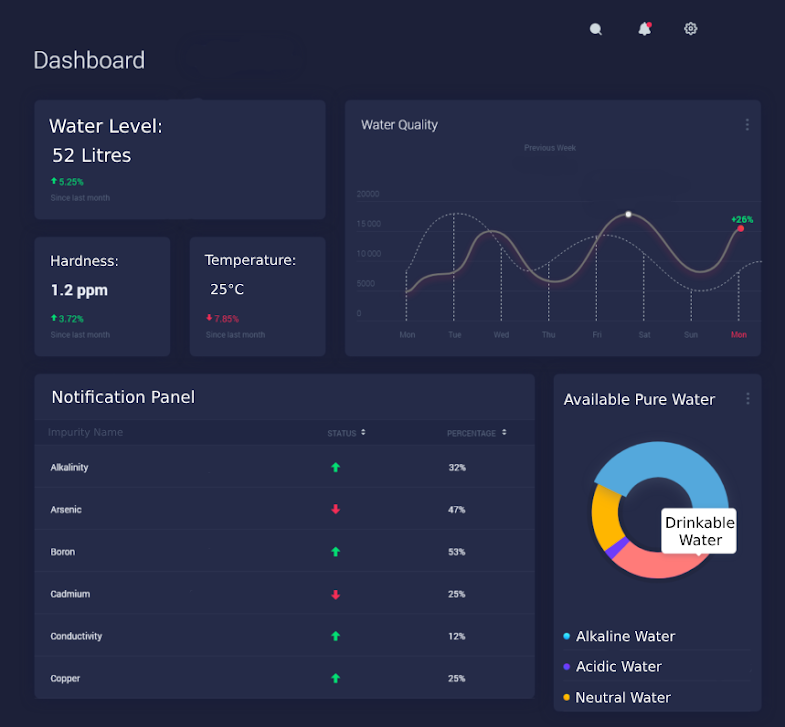 Dashboard
Water Level:
52 Litres
5.25%
Since last month
Hardness:
1.2 ppm
3.72%
Since last month
Temperature:
25°C
7.85%
Since last month
Water Quality
Previous Week
20000
15 000
10 000
5000
0
+26%
Mon Tue Wed Thu Fri Sat Sun Mon
Notification Panel
Impurity Name STATUS PERCENTAGE
Alkalinity 32%
Arsenic 47%
Boron 53%
Cadmium 25%
Conductivity 12%
Copper 25%
Available Pure Water
Drinkable
Water
Alkaline Water
Acidic Water
Neutral Water